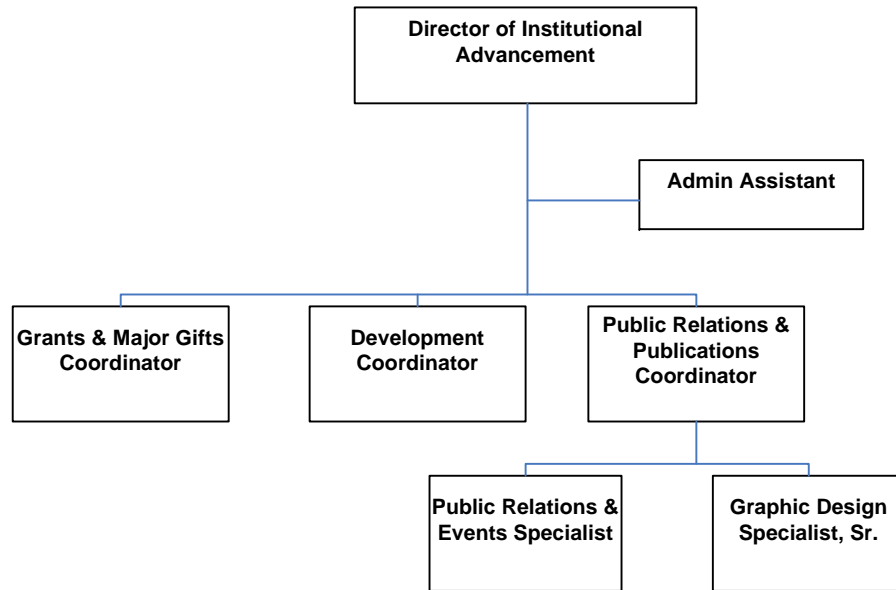 Director of Institutional
Advancement
Admin Assistant
Grants & Major Gifts
Coordinator
Development
Coordinator
Public Relations &
Publications
Coordinator
Public Relations &
Events Specialist
Graphic Design
Specialist, Sr.